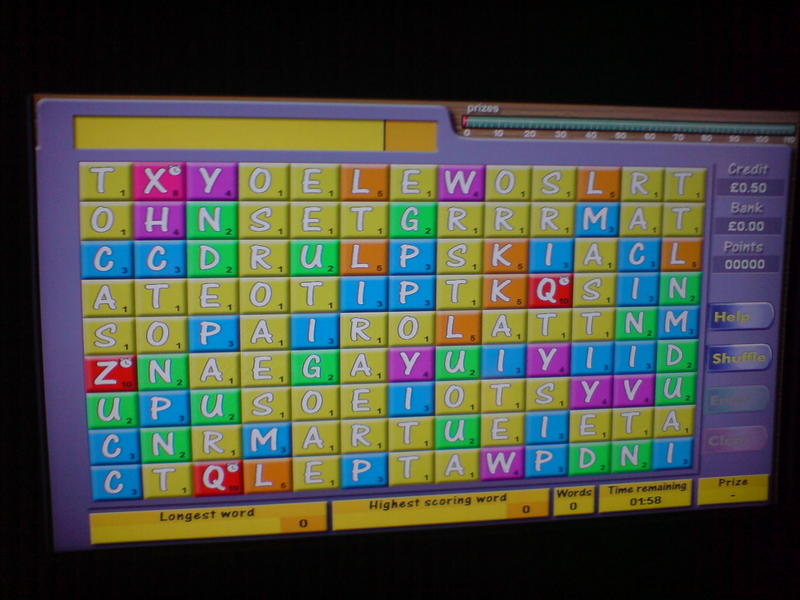 prizes
0 10 20 30 40 50 60 70 80 90 100 110
Credit
£0.50
Bank
£0.00
Points
00000
T X Y O E L E W O S L R T
O H N S E T G R R R M A T
C C D R U L P S K I A C L
A T E O T I P T K Q S I N
S O P A I R O L A T T N M
Z N A E G A Y U I Y I I D
U P U S O E I O T S Y V U
C N R M A R T U E I E T A
C T Q L E P T A W P D N I
Help
Shuffle
Longest word
0
Highest scoring word
0
Words
0
Time remaining
01:58
Prize
-